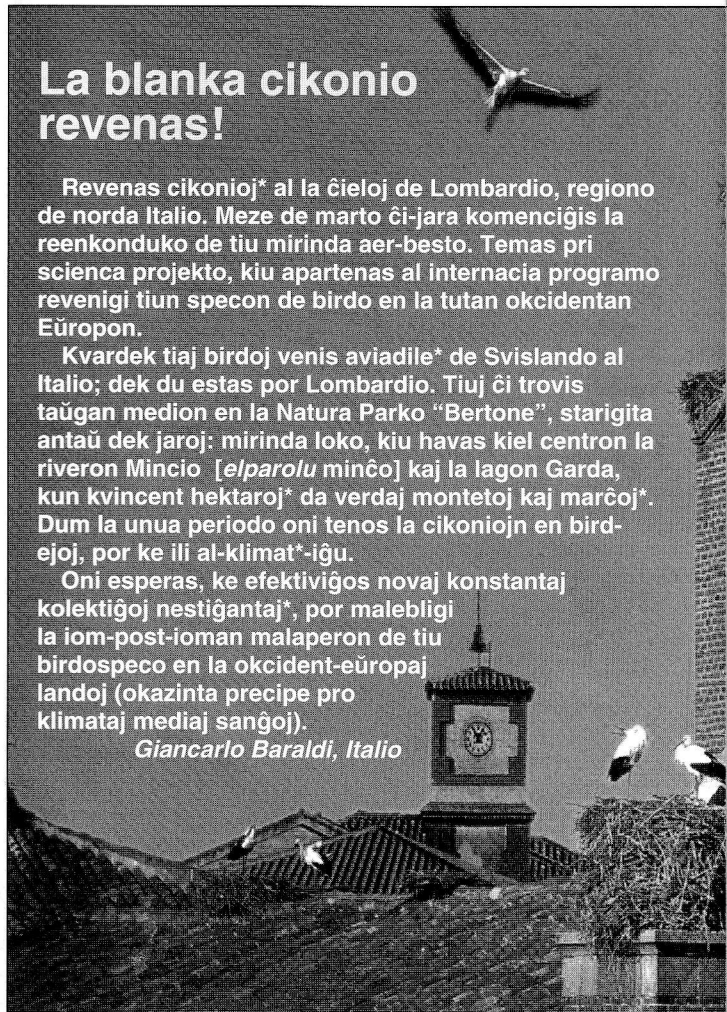 La blanka cikonio
revenas!
Revenas cikonioj* al la ĉieloj de Lombardio, regiono
de norda Italio. Meze de marto ĉi-jara komenciĝis la
reenkonduko de tiu mirinda aer-besto. Temas pri
scienca projekto, kiu apartenas al internacia programo
revenigi tiun specon de birdo en la tutan okcidentan
Eŭropon.
Kvardek tiaj birdoj venis aviadile* de Svislando al
Italio; dek du estas por Lombardio. Tiuj ĉi trovis
taŭgan medion en la Natura Parko “Bertone”, starigita
antaŭ dek jaroj: mirinda loko, kiu havas kiel centron la
riveron Mincio [elparolu minĉo] kaj la lagon Garda,
kun kvincent hektaroj* da verdaj montetoj kaj marĉoj*.
Dum la unua periodo oni tenos la cikoniojn en bird-
ejoj, por ke ili al-klimat*-iĝu.
Oni esperas, ke efektiviĝos novaj konstantaj
kolektiĝoj nestiĝantaj*, por malebligi
la iom-post-ioman malaperon de tiu
birdospeco en la okcident-eŭropaj
landoj (okazinta precipe pro
klimataj mediaj sanĝoj).
Giancarlo Baraldi, Italio